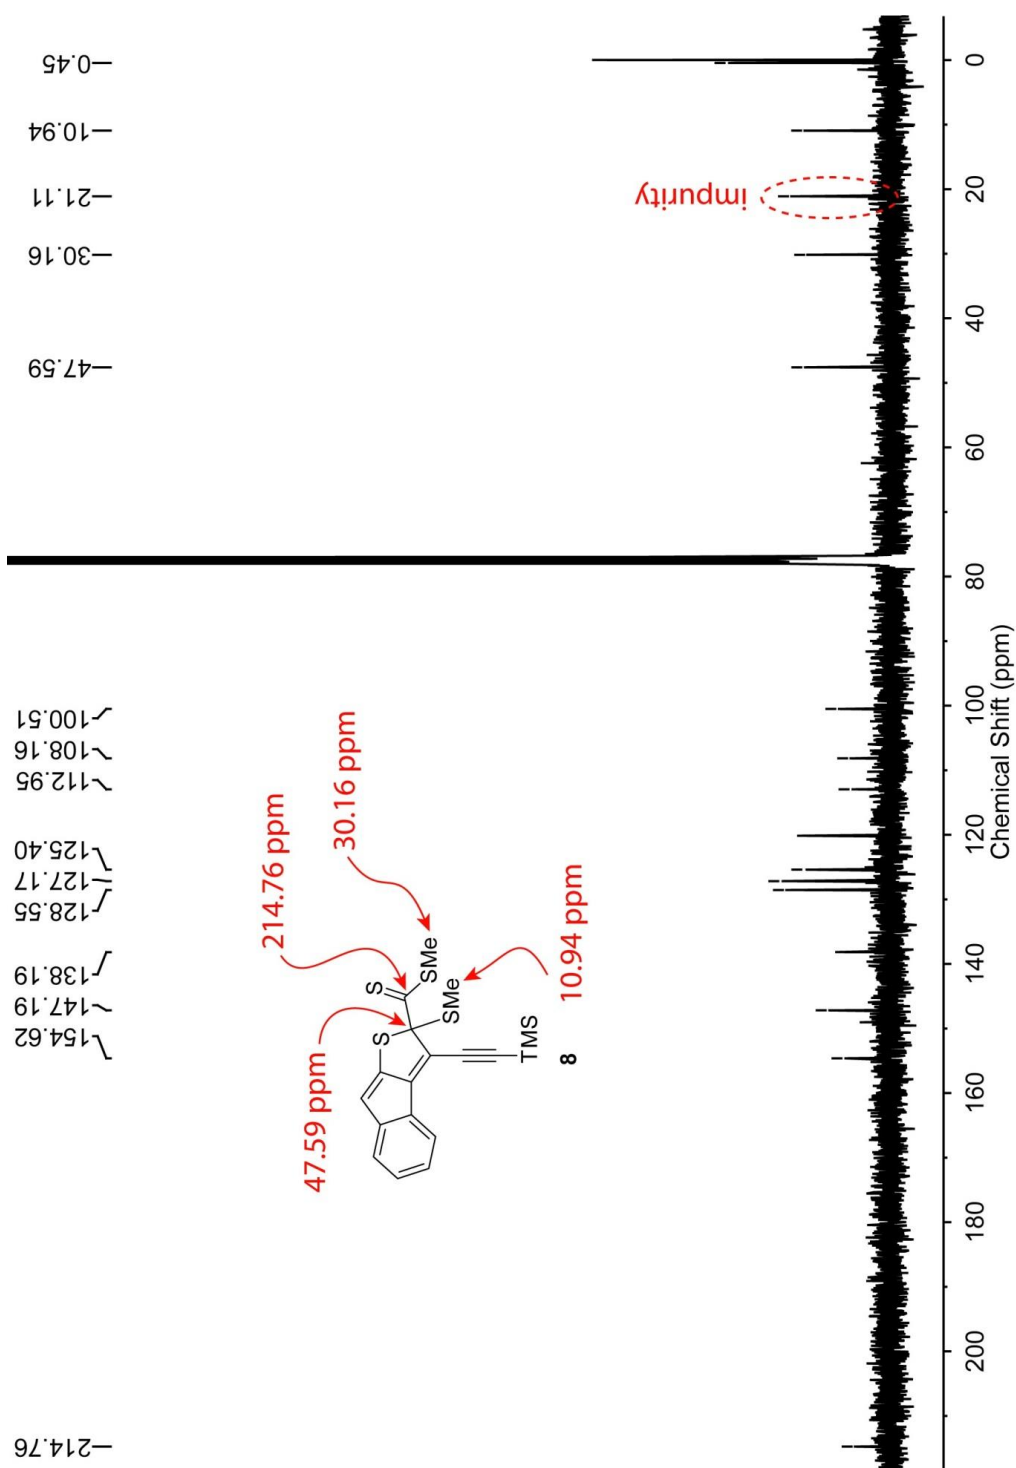 214.76
154.62
147.19
138.19
128.55
127.17
125.40
112.95
108.16
100.51
47.59
30.16
21.11
10.94
0.45
214.76 ppm
30.16 ppm
47.59 ppm
10.94 ppm
S
S
SMe
SMe
TMS
8
impurity
200 180 160 140 120 100 80 60 40 20 0
Chemical Shift (ppm)